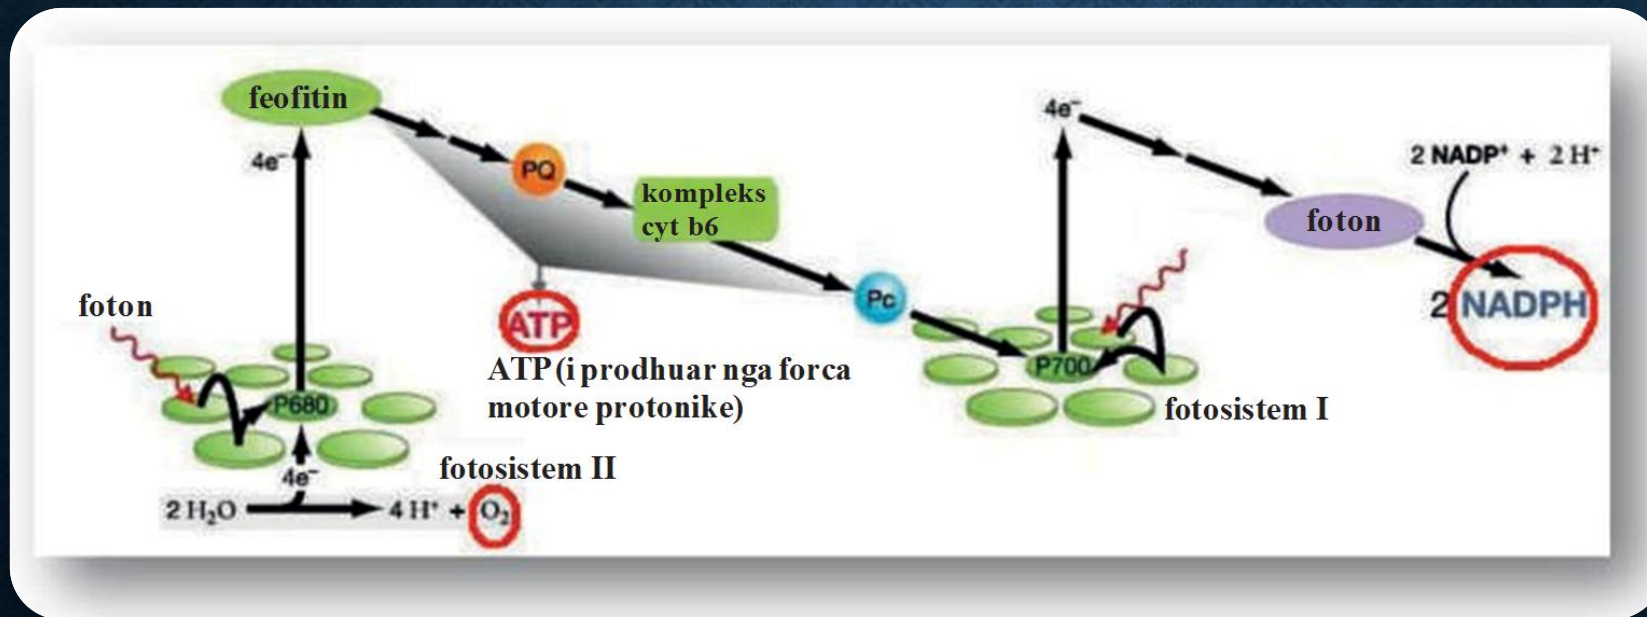 feofitin
4e⁻
PQ
kompleks
cyt b6
Pc
ATP
ATP (i prodhuar nga forca
motore protonike)
foton
P680
fotosistem II
4e⁻
2 H₂O
4 H⁺ + O₂
4e⁻
P700
fotosistem I
foton
2 NADP⁺ + 2 H⁺
2 NADPH